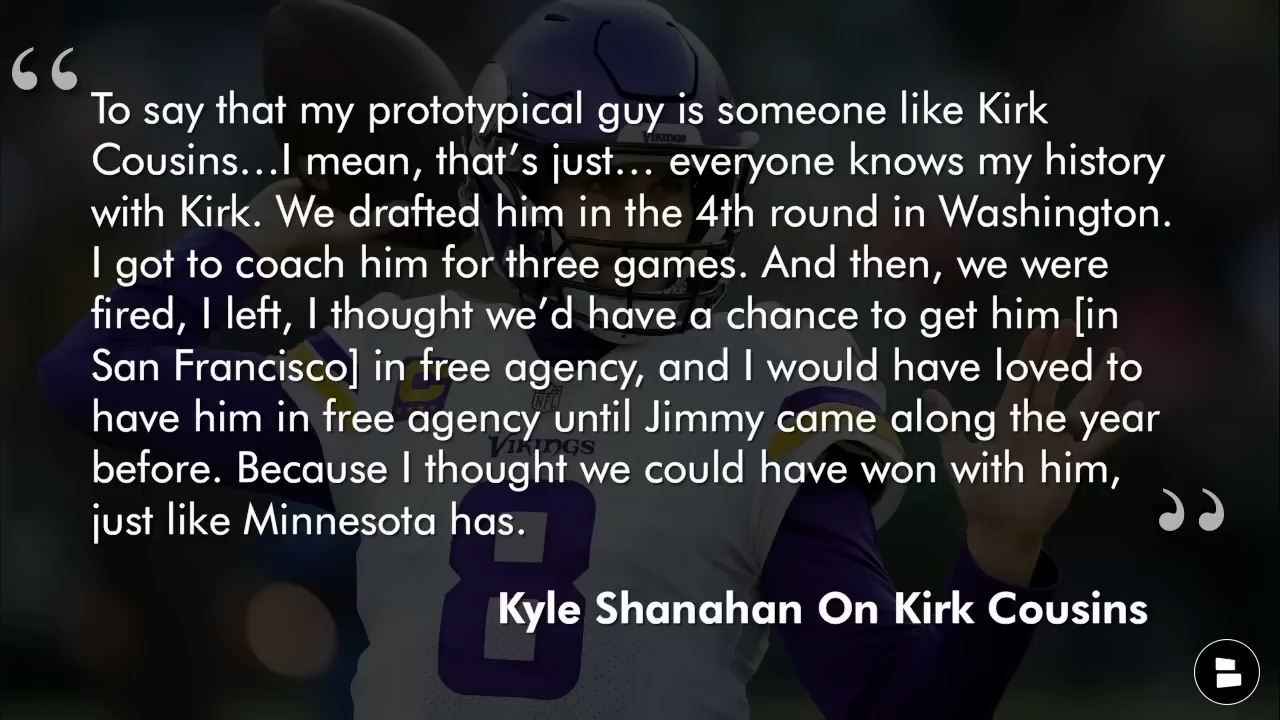 “
To say that my prototypical guy is someone like Kirk
Cousins…I mean, that’s just… everyone knows my history
with Kirk. We drafted him in the 4th round in Washington.
I got to coach him for three games. And then, we were
fired, I left, I thought we’d have a chance to get him [in
San Francisco] in free agency, and I would have loved to
have him in free agency until Jimmy came along the year
before. Because I thought we could have won with him,
just like Minnesota has.
”
Kyle Shanahan On Kirk Cousins
VIKINGS
C
NFL
VIKINGS
8